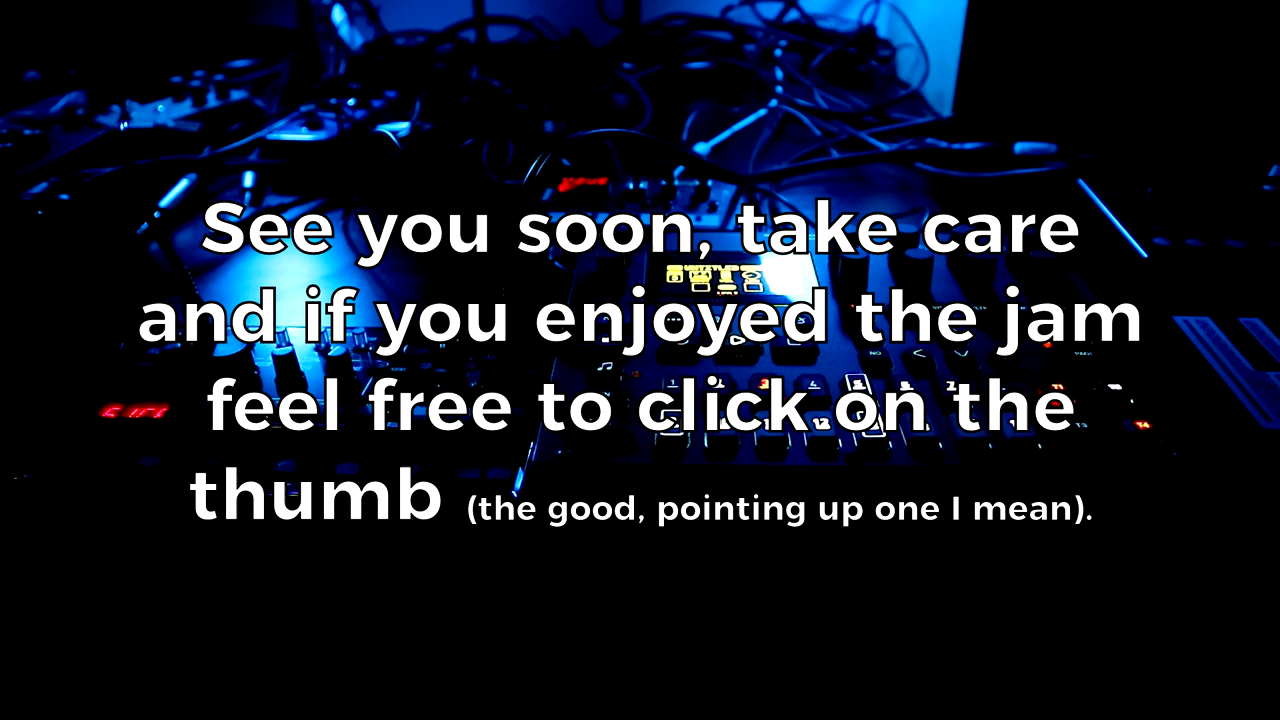 See you soon, take care
and if you enjoyed the jam
feel free to click on the
thumb (the good, pointing up one I mean).